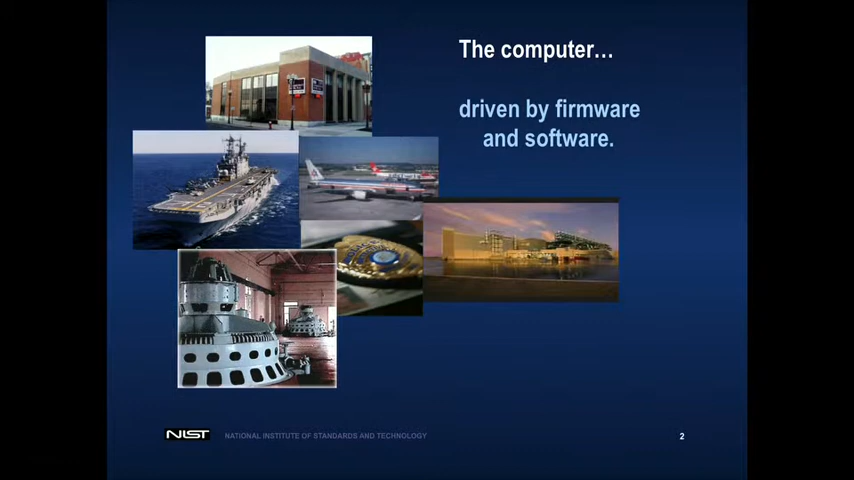 The computer…
driven by firmware
and software.
NIST
NATIONAL INSTITUTE OF STANDARDS AND TECHNOLOGY
2